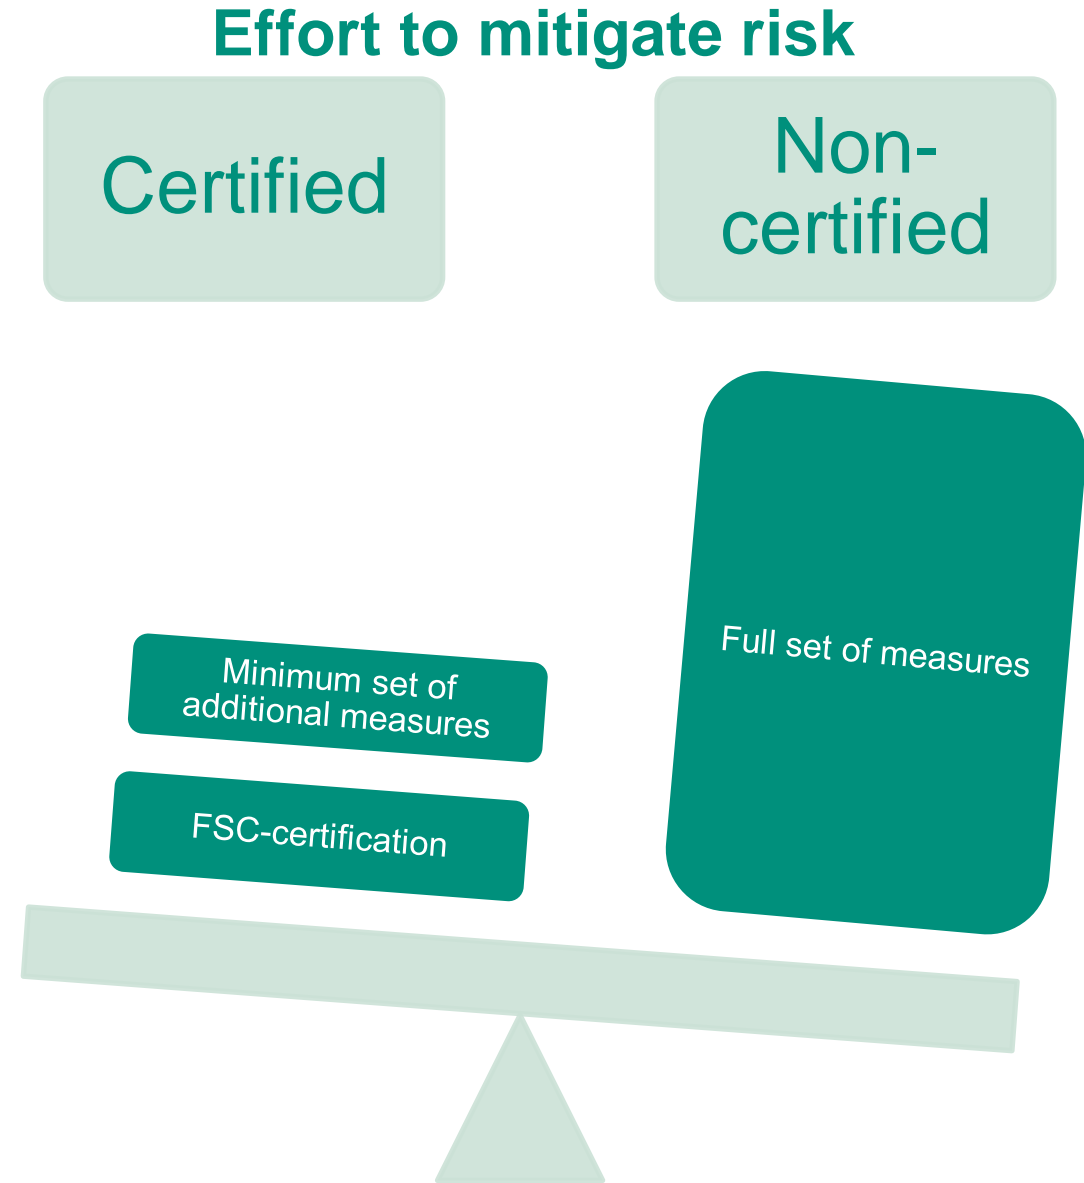 Effort to mitigate risk
Certified
Non-
certified
Full set of measures
Minimum set of
additional measures
FSC-certification